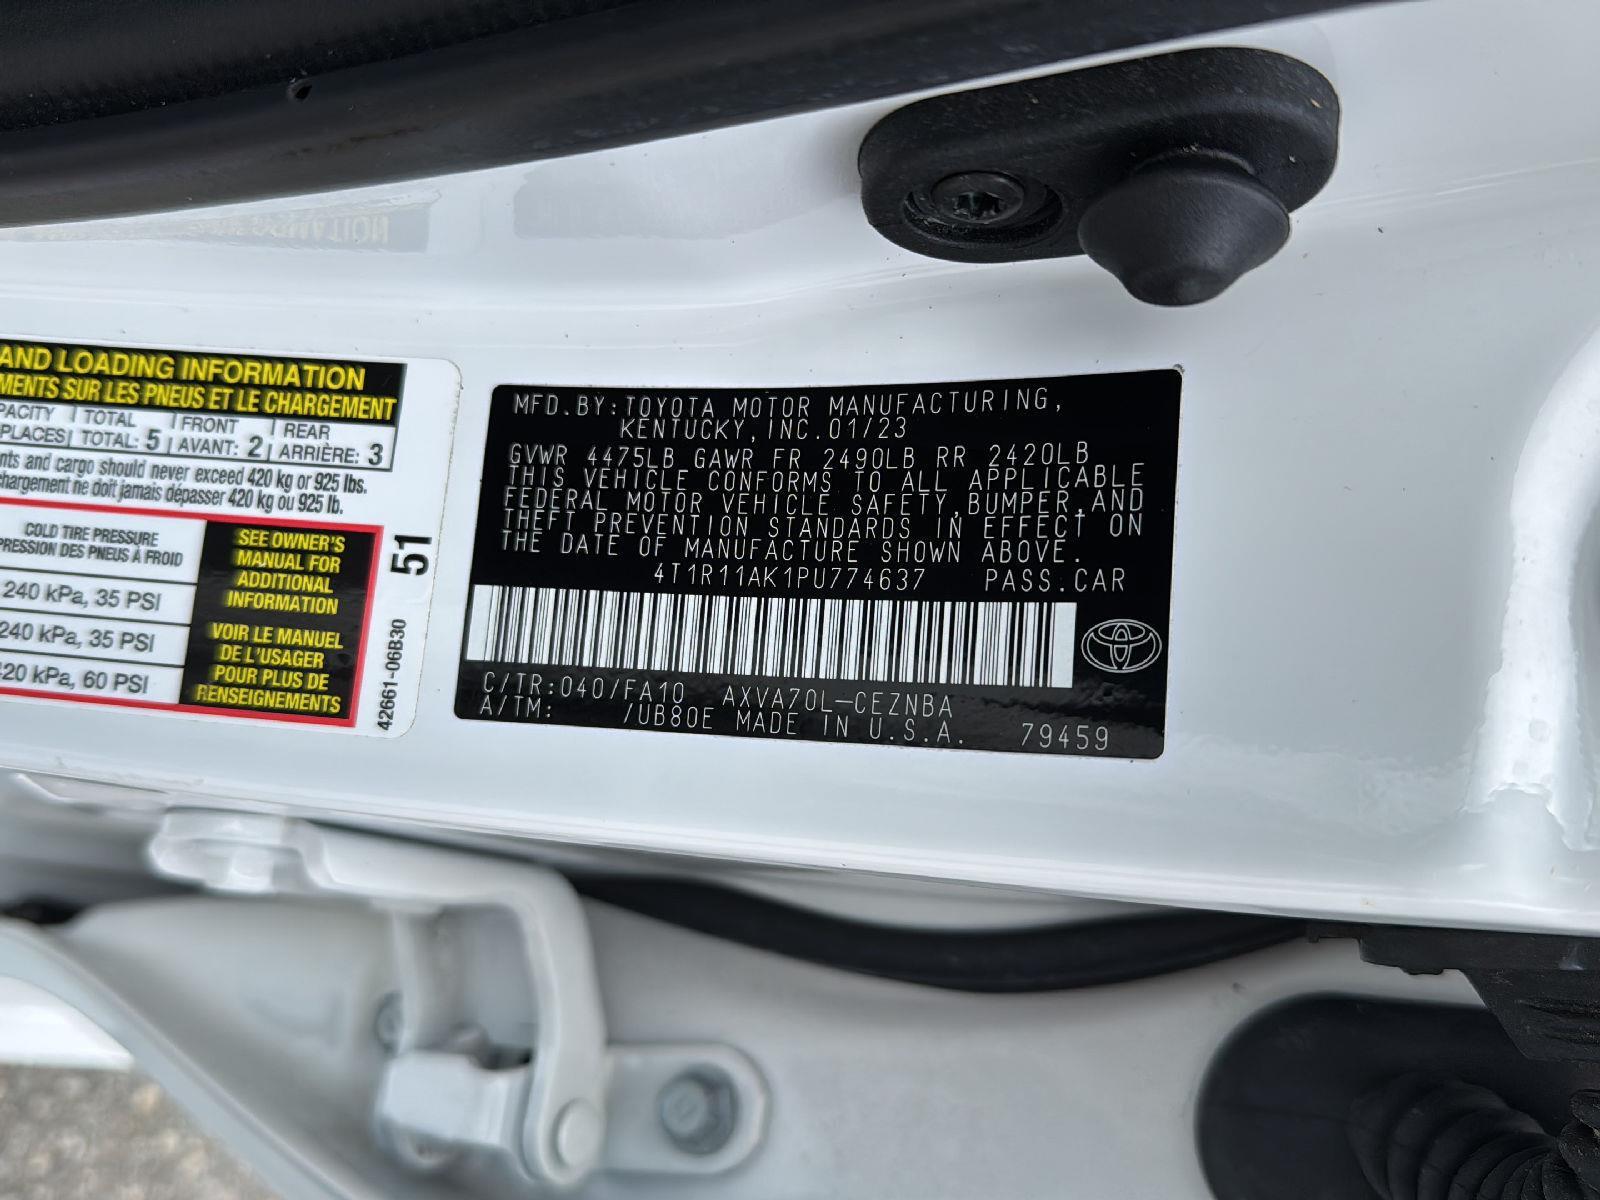 AND LOADING INFORMATION
MENTS SUR LES PNEUS ET LE CHARGEMENT
PACITY TOTAL FRONT REAR
PLACES TOTAL: 5 AVANT: 2 ARRIÈRE: 3
nts and cargo should never exceed 420 kg or 925 lbs.
chargement ne doit jamais dépasser 420 kg ou 925 lb.
COLD TIRE PRESSURE
PRESSION DES PNEUS À FROID
240 kPa, 35 PSI
240 kPa, 35 PSI
420 kPa, 60 PSI
SEE OWNER'S
MANUAL FOR
ADDITIONAL
INFORMATION
VOIR LE MANUEL
DE L'USAGER
POUR PLUS DE
RENSEIGNEMENTS
51
42661-06B30
MFD.BY:TOYOTA MOTOR MANUFACTURING,
KENTUCKY,INC.01/23
GVWR 4475LB GAWR FR 2490LB RR 2420LB
THIS VEHICLE CONFORMS TO ALL APPLICABLE
FEDERAL MOTOR VEHICLE SAFETY,BUMPER,AND
THEFT PREVENTION STANDARDS IN EFFECT ON
THE DATE OF MANUFACTURE SHOWN ABOVE.
4T1R11AK1PU774637 PASS.CAR
C/TR:040/FA10 AXVA70L-CEZNBA
A/TM: /UB80E MADE IN U.S.A. 79459